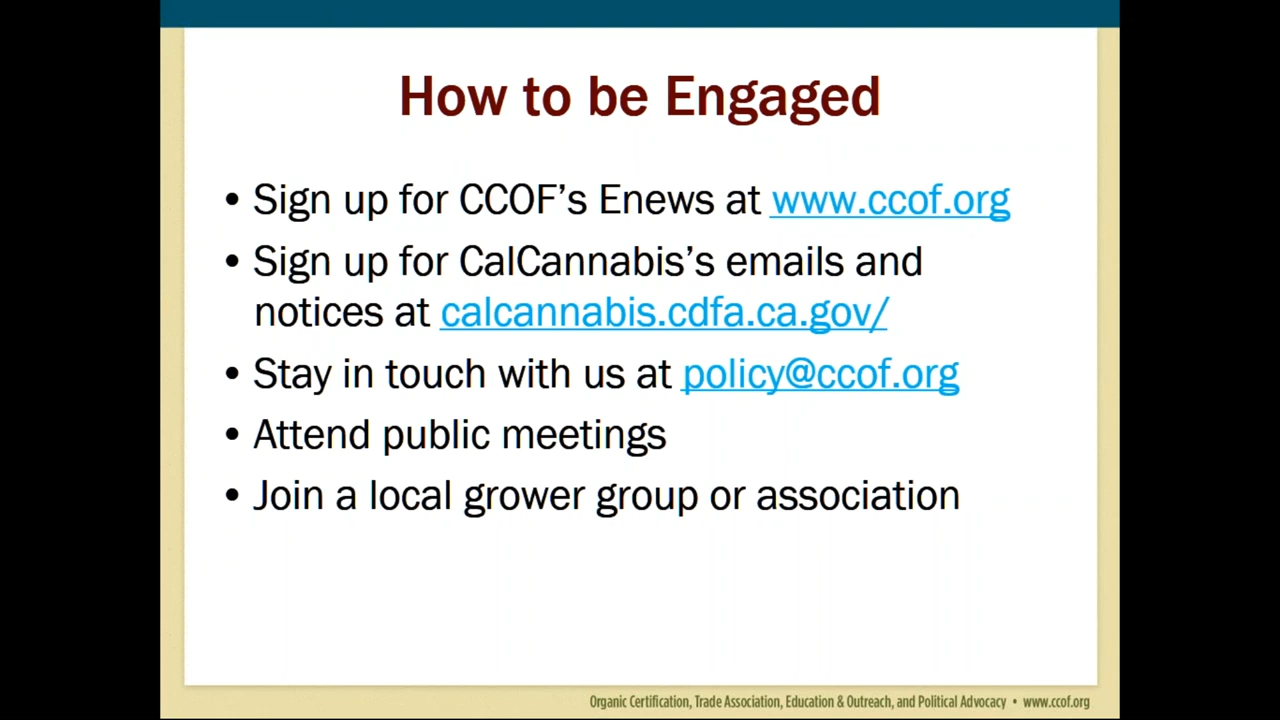 How to be Engaged
• Sign up for CCOF’s Enews at www.ccof.org
• Sign up for CalCannabis’s emails and
notices at calcannabis.cdfa.ca.gov/
• Stay in touch with us at policy@ccof.org
• Attend public meetings
• Join a local grower group or association
Organic Certification, Trade Association, Education & Outreach, and Political Advocacy • www.ccof.org